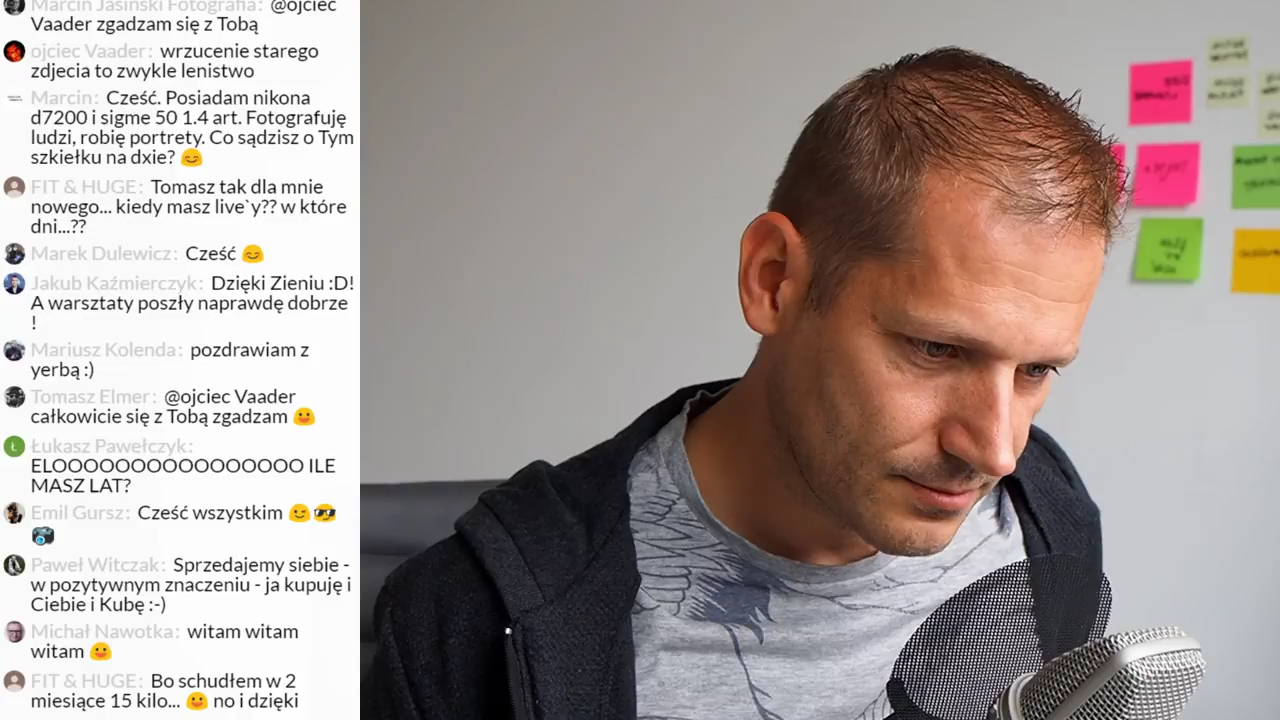 Marcin Jasiński Fotografia: @ojciec
Vaader zgadzam się z Tobą
ojciec Vaader: wrzucenie starego
zdjecia to zwykle lenistwo
Marcin: Cześć. Posiadam nikona
d7200 i sigme 50 1.4 art. Fotografuję
ludzi, robię portrety. Co sądzisz o Tym
szkiełku na dxie? 😊
FIT & HUGE: Tomasz tak dla mnie
nowego... kiedy masz live`y?? w które
dni...??
Marek Dulewicz: Cześć 😊
Jakub Kaźmierczyk: Dzięki Zieniu :D!
A warsztaty poszły naprawdę dobrze
!
Mariusz Kolenda: pozdrawiam z
yerbą :)
Tomasz Elmer: @ojciec Vaader
całkowicie się z Tobą zgadzam 😀
Ł
Łukasz Pawełczyk:
ELOOOOOOOOOOOOOOOO ILE
MASZ LAT?
Emil Gursz: Cześć wszystkim 😉😎
📷
Paweł Witczak: Sprzedajemy siebie -
w pozytywnym znaczeniu - ja kupuję i
Ciebie i Kubę :-)
Michał Nawotka: witam witam
witam 😀
FIT & HUGE: Bo schudłem w 2
miesiące 15 kilo... 😀 no i dzięki